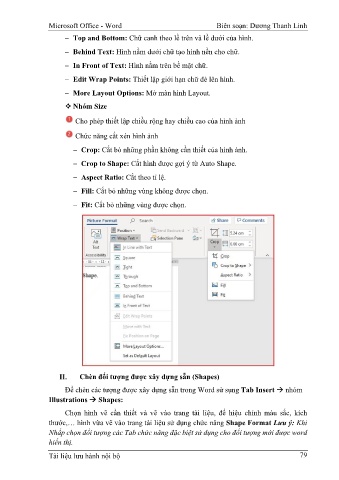 Microsoft Office - Word Biên soạn: Dương Thanh Linh
− Top and Bottom: Chữ canh theo lề trên và lề dưới của hình.
− Behind Text: Hình nằm dưới chữ tạo hình nền cho chữ.
− In Front of Text: Hình nằm trên bề mặt chữ.
− Edit Wrap Points: Thiết lập giới hạn chữ đè lên hình.
− More Layout Options: Mở màn hình Layout.
❖ Nhóm Size
❶ Cho phép thiết lập chiều rộng hay chiều cao của hình ảnh
❷ Chức năng cắt xén hình ảnh
− Crop: Cắt bỏ những phần không cần thiết của hình ảnh.
− Crop to Shape: Cắt hình được gợi ý từ Auto Shape.
− Aspect Ratio: Cắt theo tỉ lệ.
− Fill: Cắt bỏ những vùng không được chọn.
− Fit: Cắt bỏ những vùng được chọn.
Picture Format Search Share Comments
Position Send Backward
Alt Text Wrap Text Selection Pane Crop
Accessibility In Line with Text
Square Crop
Shape Tight Crop to Shape
Through Aspect Ratio
Top and Bottom Fill
Behind Text Fit
In Front of Text
Edit Wrap Points
Move with Text
Fix Position on Page
More Layout Options...
Set as Default Layout
II. Chèn đối tượng được xây dựng sẵn (Shapes)
Để chèn các tượng được xây dựng sẵn trong Word sử sụng Tab Insert → nhóm
Illustrations → Shapes:
Chọn hình vẽ cần thiết và vẽ vào trang tài liệu, để hiệu chỉnh màu sắc, kích
thước,… hình vừa vẽ vào trang tài liệu sử dụng chức năng Shape Format Lưu ý: Khi
Nhấp chọn đối tượng các Tab chức năng đặc biệt sử dụng cho đối tượng mới được word
hiển thị.
Tài liệu lưu hành nội bộ 79